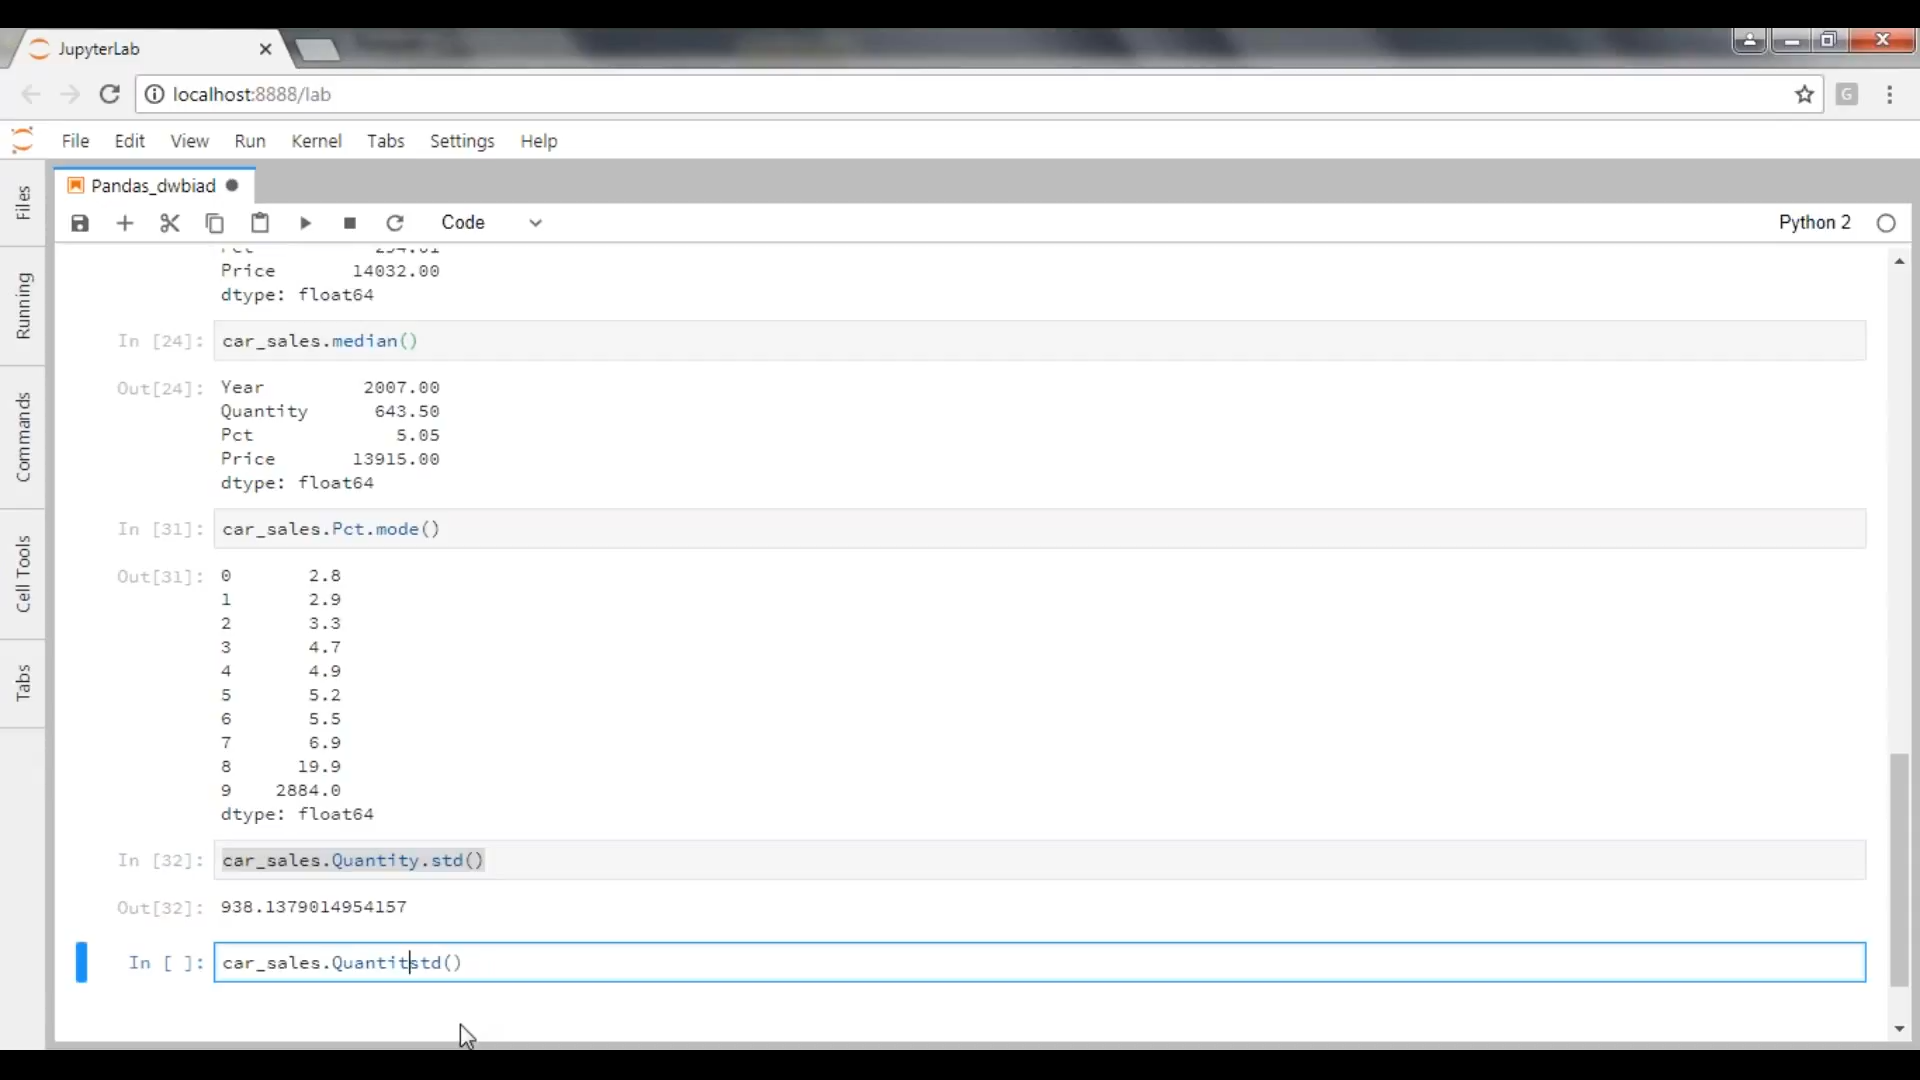 JupyterLab
localhost:8888/lab
G
File Edit View Run Kernel Tabs Settings Help
Pandas_dwbiad
Code
Python 2
Files
Running
Commands
Cell Tools
Tabs
Price 14032.00
dtype: float64
In [24]: car_sales.median()
Out[24]: Year 2007.00
Quantity 643.50
Pct 5.05
Price 13915.00
dtype: float64
In [31]: car_sales.Pct.mode()
Out[31]: 0 2.8
1 2.9
2 3.3
3 4.7
4 4.9
5 5.2
6 5.5
7 6.9
8 19.9
9 2884.0
dtype: float64
In [32]: car_sales.Quantity.std()
Out[32]: 938.1379014954157
In [ ]: car_sales.Quantitstd()